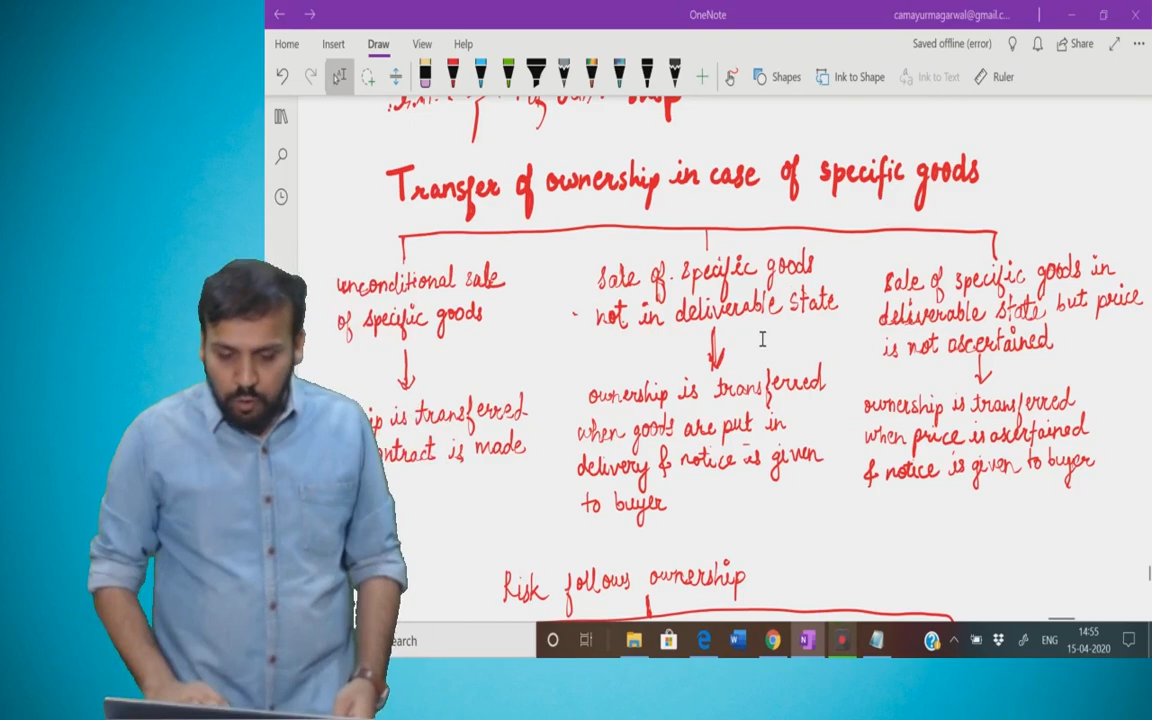 OneNote
camayurmagarwal@gmail.c...
Home Insert Draw View Help
Saved offline (error) Share
Shapes Ink to Shape Ink to Text Ruler
Transfer of ownership in case of specific goods
unconditional sale
of specific goods
ip is transferred
ontract is made
Sale of specific goods
not in deliverable state
ownership is transferred
when goods are put in
delivery & notice is given
to buyer
Sale of specific goods in
deliverable state but price
is not ascertained
ownership is transferred
when price is ascertained
& notice is given to buyer
Risk follows ownership
earch
ENG
14:55
15-04-2020